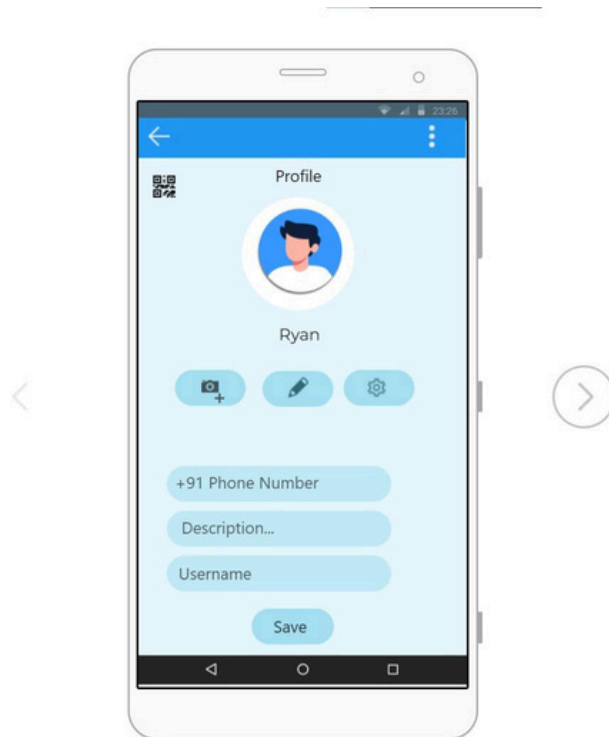 23:26
Profile
Ryan
+91 Phone Number
Description...
Username
Save